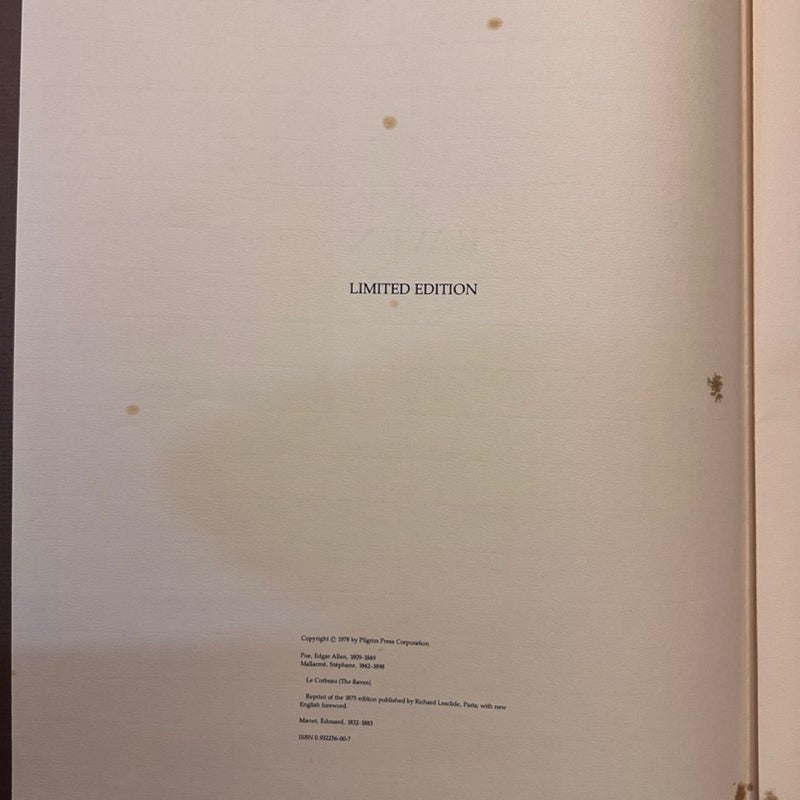 LIMITED EDITION
Copyright © 1978 by Pilgrim Press Corporation
Poe, Edgar Allan, 1809-1849
Mallarmé, Stéphane, 1842-1898
Le Corbeau (The Raven)
Reprint of the 1875 edition published by Richard Lesclide, Paris; with new
English foreword.
Manet, Édouard, 1832-1883
ISBN 0.932256-00-7